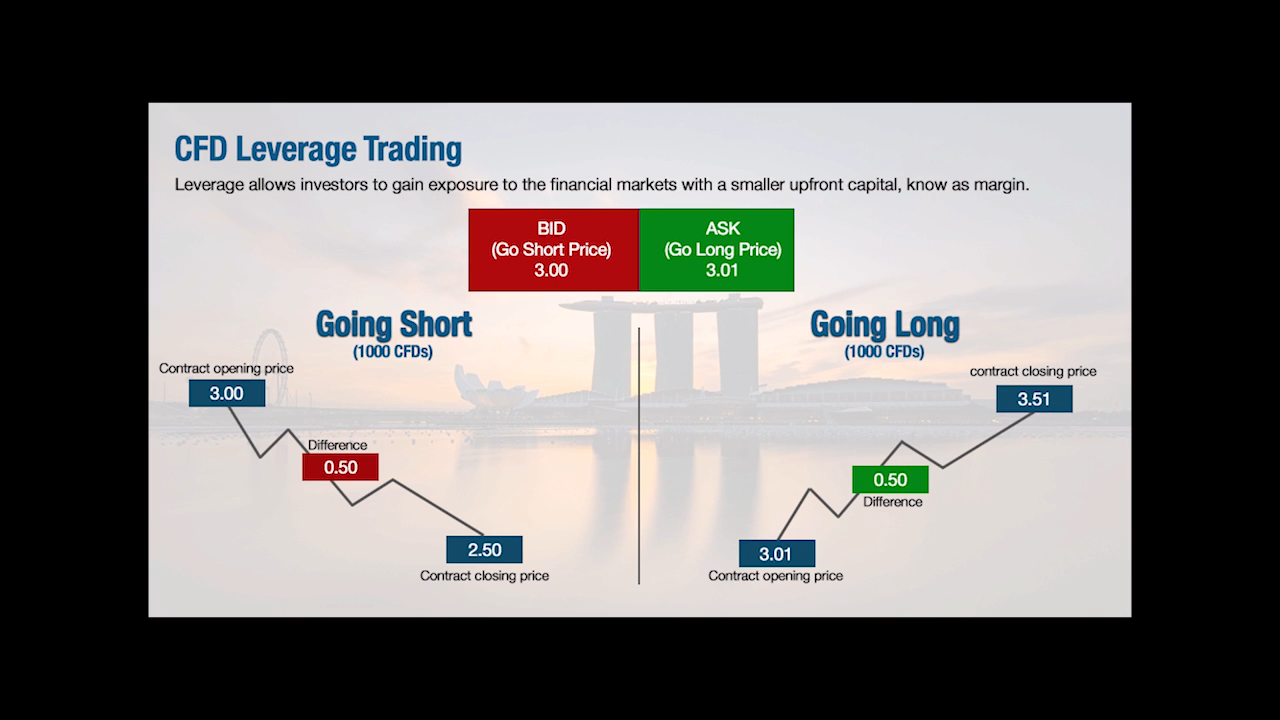 CFD Leverage Trading
Leverage allows investors to gain exposure to the financial markets with a smaller upfront capital, know as margin.
BID
(Go Short Price)
3.00
ASK
(Go Long Price)
3.01
Going Short
(1000 CFDs)
Contract opening price
3.00
Difference
0.50
2.50
Contract closing price
Going Long
(1000 CFDs)
contract closing price
3.51
0.50
Difference
3.01
Contract opening price